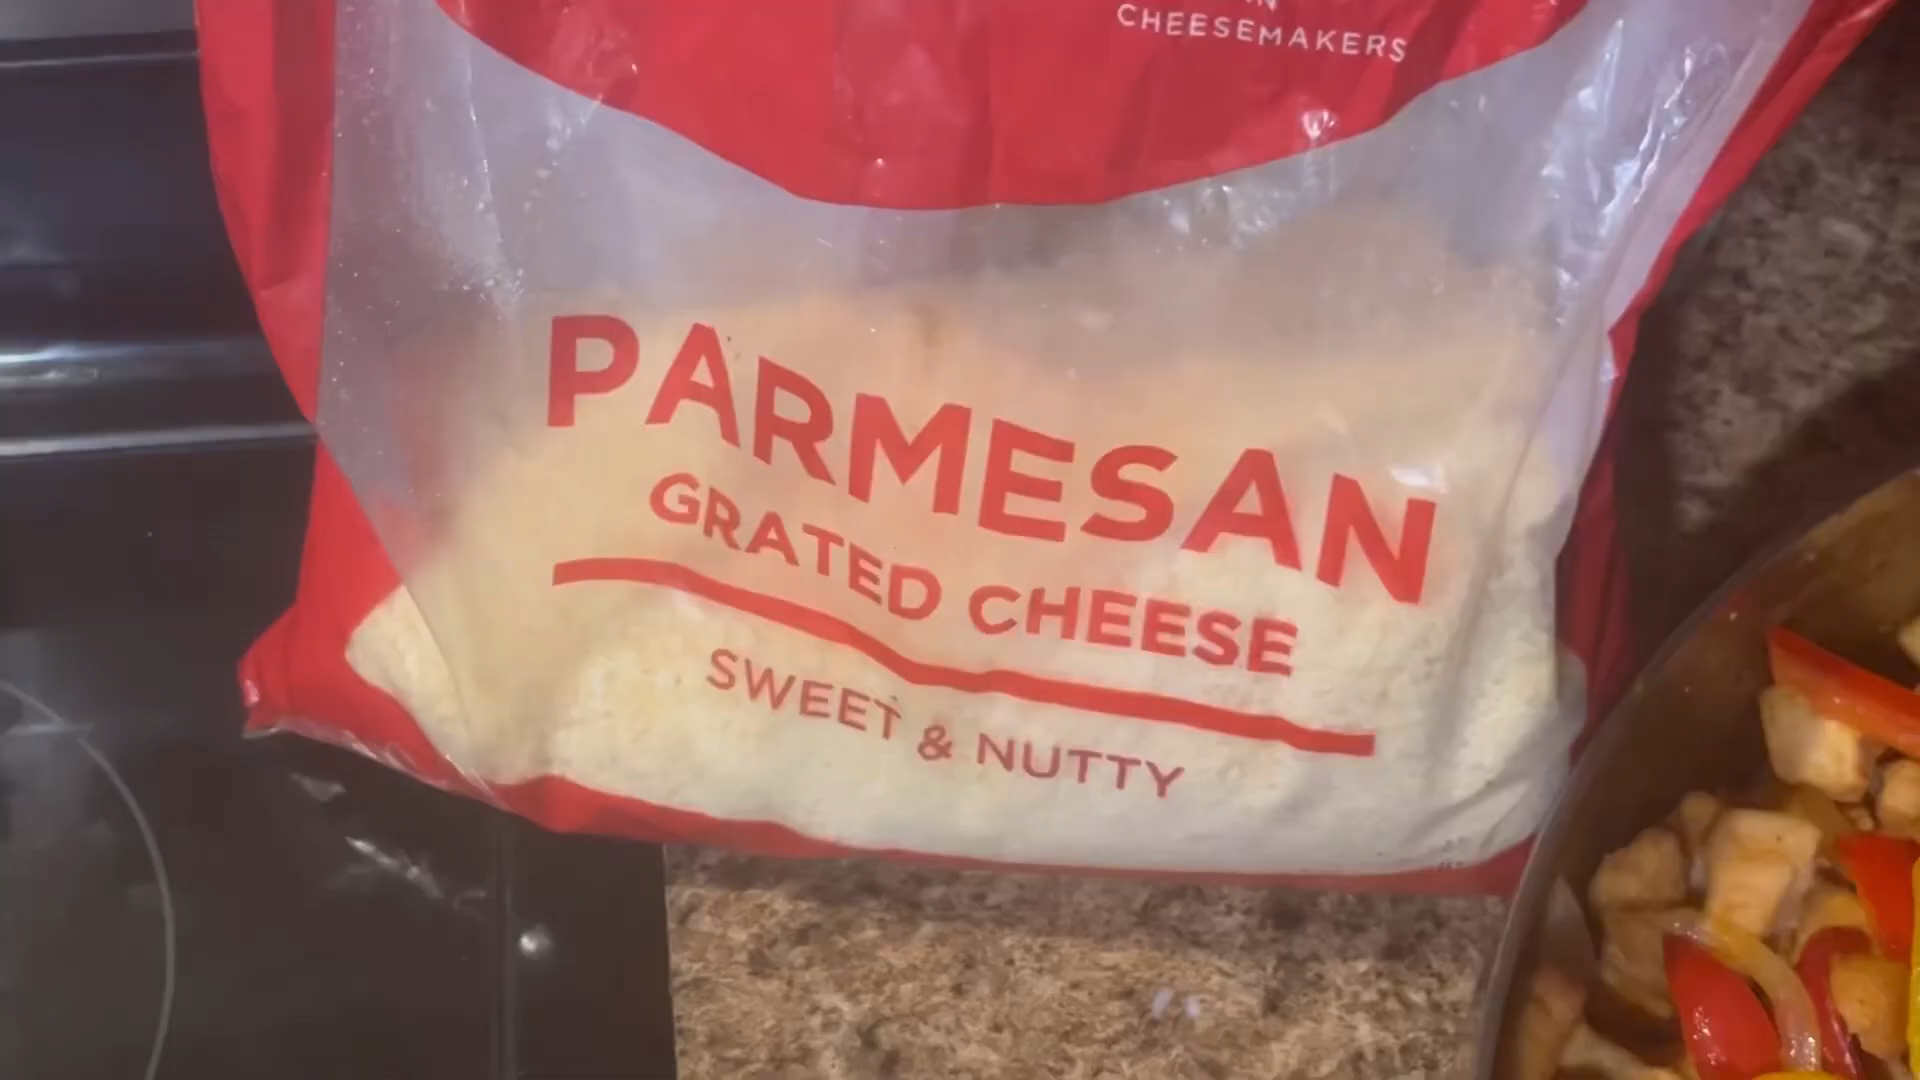 CHEESEMAKERS
PARMESAN
GRATED CHEESE
SWEET & NUTTY